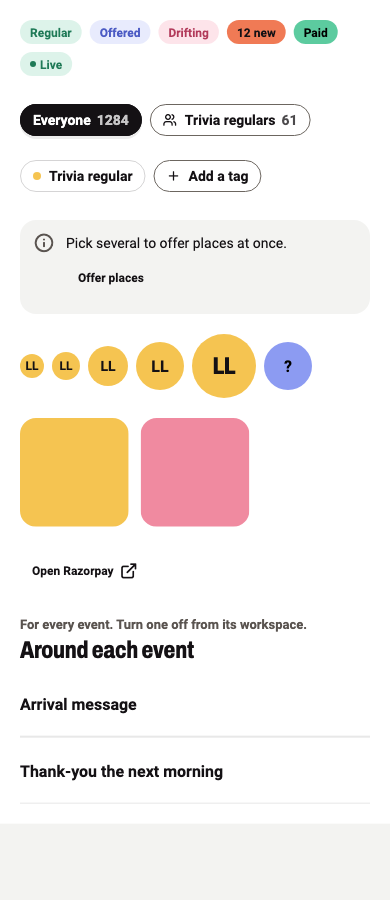 Regular Offered Drifting 12 new Paid
Live
Everyone 1284 Trivia regulars 61
Trivia regular Add a tag
Pick several to offer places at once.
Offer places
LL LL LL LL LL ?
Open Razorpay
For every event. Turn one off from its workspace.
Around each event
Arrival message
Thank-you the next morning